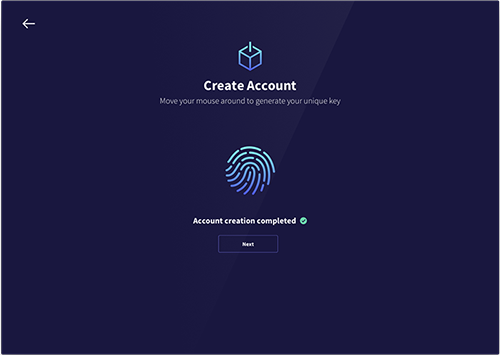 Create Account
Move your mouse around to generate your unique key
Account creation completed
Next